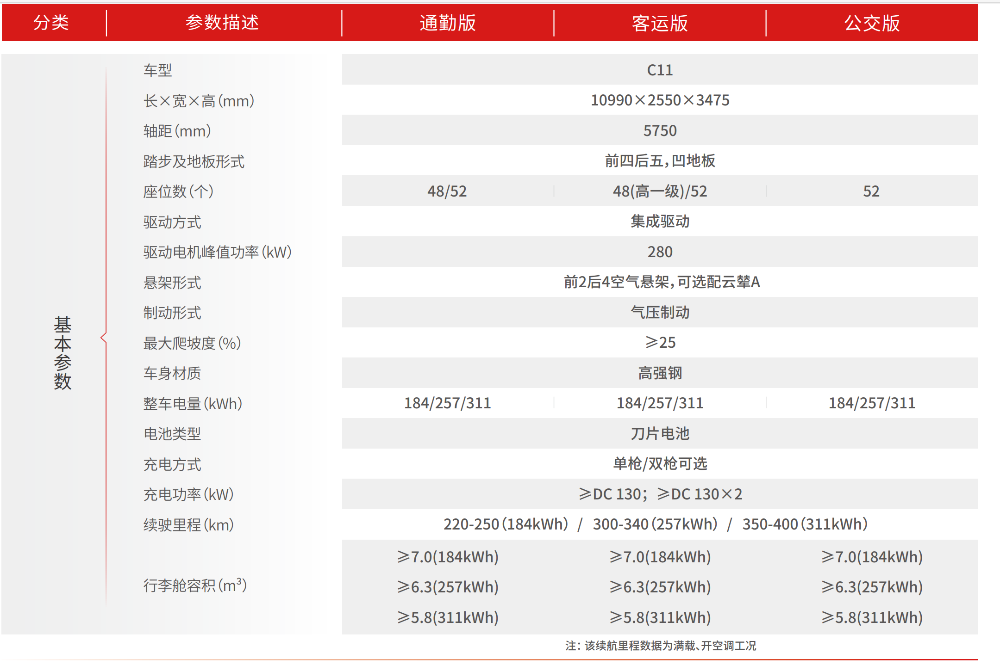 分类 参数描述 通勤版 客运版 公交版
车型 C11
长×宽×高（mm） 10990×2550×3475
轴距（mm） 5750
踏步及地板形式 前四后五，凹地板
座位数（个） 48/52 48(高一级)/52 52
驱动方式 集成驱动
驱动电机峰值功率（kW） 280
悬架形式 前2后4空气悬架，可选配云辇A
制动形式 气压制动
最大爬坡度（%） ≥25
车身材质 高强钢
整车电量（kWh） 184/257/311 184/257/311 184/257/311
电池类型 刀片电池
充电方式 单枪/双枪可选
充电功率（kW） ≥DC 130；≥DC 130×2
续驶里程（km） 220-250（184kWh）/ 300-340（257kWh）/ 350-400（311kWh）
基本参数
行李舱容积（m³）
≥7.0(184kWh) ≥7.0(184kWh) ≥7.0(184kWh)
≥6.3(257kWh) ≥6.3(257kWh) ≥6.3(257kWh)
≥5.8(311kWh) ≥5.8(311kWh) ≥5.8(311kWh)
注：该续航里程数据为满载、开空调工况